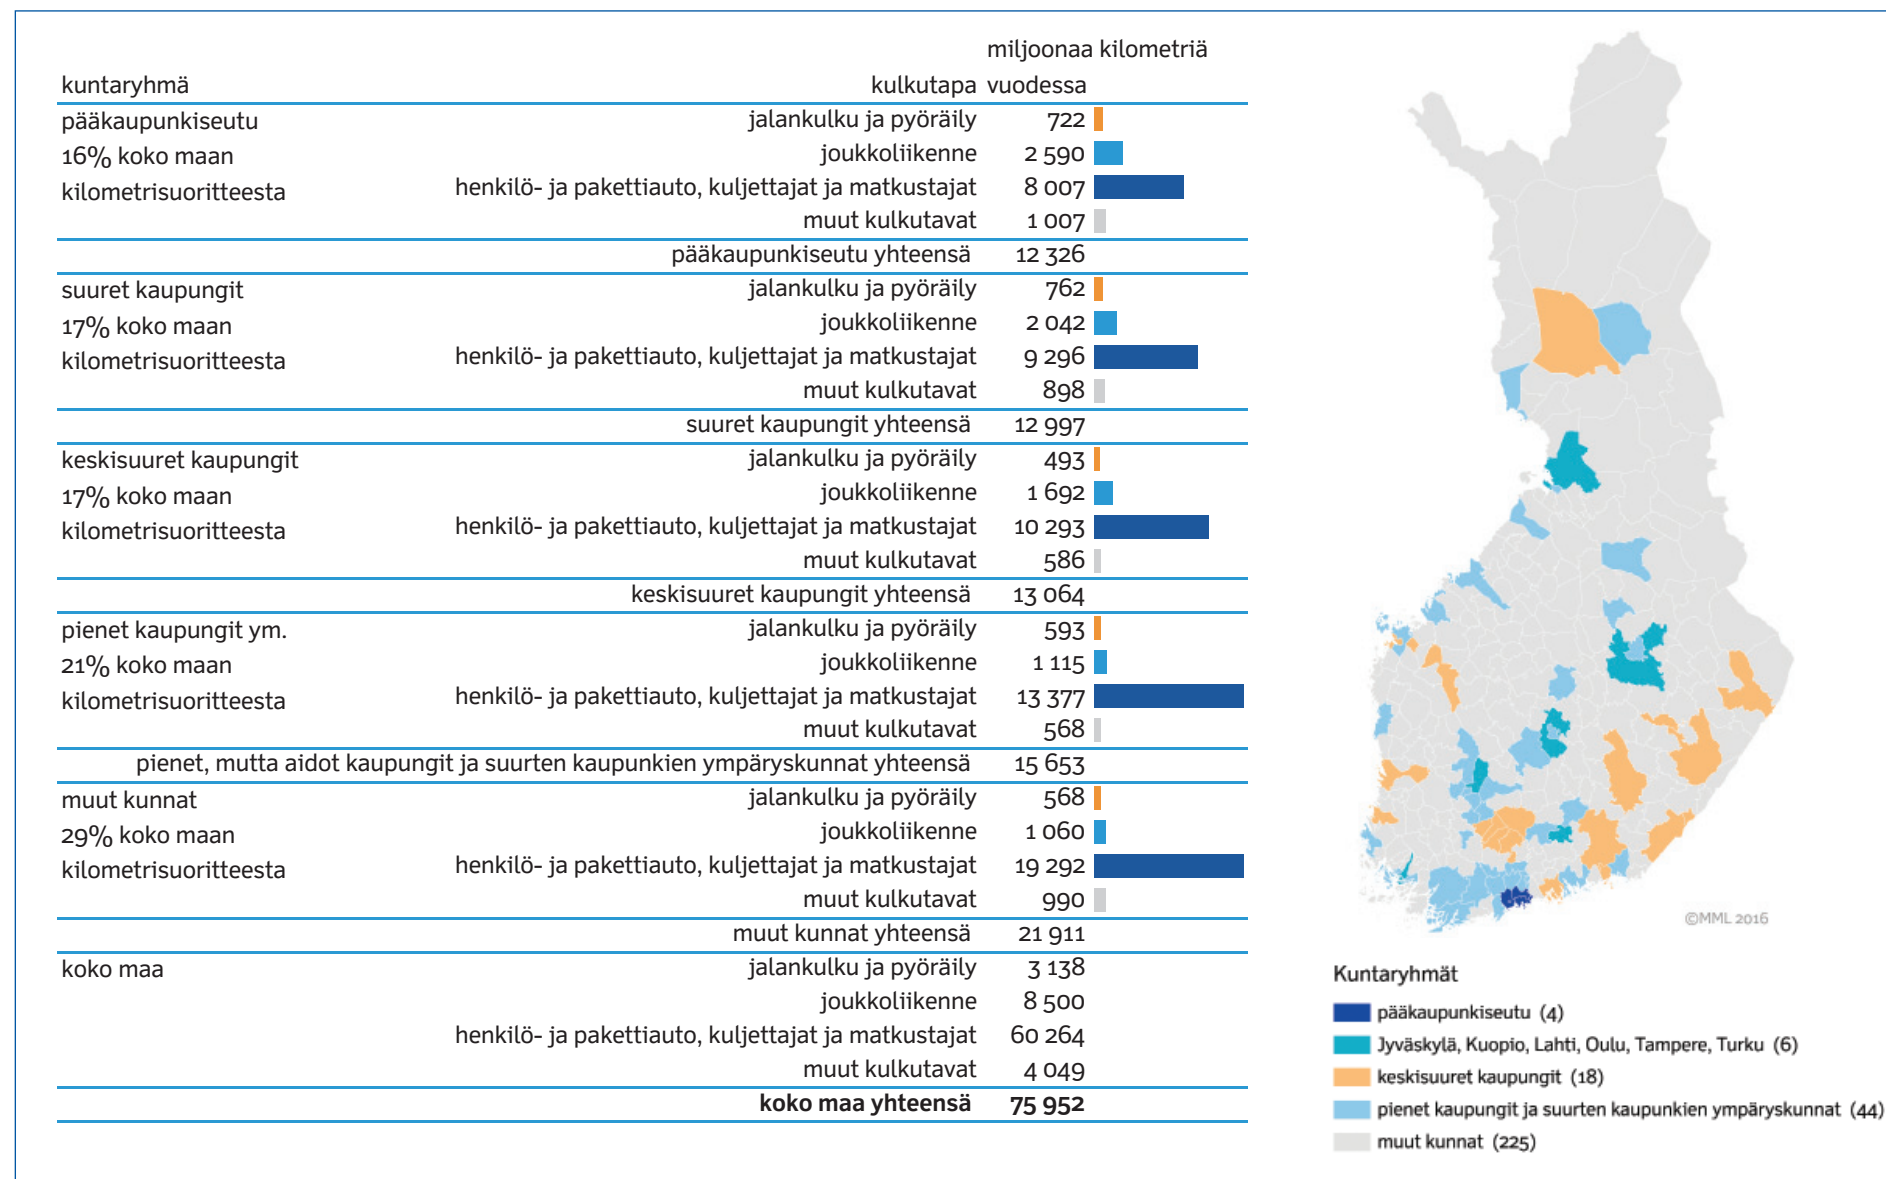 miljoonaa kilometriä
kuntaryhmä kulkutapa vuodessa
pääkaupunkiseutu jalankulku ja pyöräily 722
16% koko maan joukkoliikenne 2 590
kilometrisuoritteesta henkilö- ja pakettiauto, kuljettajat ja matkustajat 8 007
muut kulkutavat 1 007
pääkaupunkiseutu yhteensä 12 326
suuret kaupungit jalankulku ja pyöräily 762
17% koko maan joukkoliikenne 2 042
kilometrisuoritteesta henkilö- ja pakettiauto, kuljettajat ja matkustajat 9 296
muut kulkutavat 898
suuret kaupungit yhteensä 12 997
keskisuuret kaupungit jalankulku ja pyöräily 493
17% koko maan joukkoliikenne 1 692
kilometrisuoritteesta henkilö- ja pakettiauto, kuljettajat ja matkustajat 10 293
muut kulkutavat 586
keskisuuret kaupungit yhteensä 13 064
pienet kaupungit ym. jalankulku ja pyöräily 593
21% koko maan joukkoliikenne 1 115
kilometrisuoritteesta henkilö- ja pakettiauto, kuljettajat ja matkustajat 13 377
muut kulkutavat 568
pienet, mutta aidot kaupungit ja suurten kaupunkien ympäryskunnat yhteensä 15 653
muut kunnat jalankulku ja pyöräily 568
29% koko maan joukkoliikenne 1 060
kilometrisuoritteesta henkilö- ja pakettiauto, kuljettajat ja matkustajat 19 292
muut kulkutavat 990
muut kunnat yhteensä 21 911
koko maa jalankulku ja pyöräily 3 138
joukkoliikenne 8 500
henkilö- ja pakettiauto, kuljettajat ja matkustajat 60 264
muut kulkutavat 4 049
koko maa yhteensä 75 952
©MML 2016
Kuntaryhmät
pääkaupunkiseutu (4)
Jyväskylä, Kuopio, Lahti, Oulu, Tampere, Turku (6)
keskisuuret kaupungit (18)
pienet kaupungit ja suurten kaupunkien ympäryskunnat (44)
muut kunnat (225)